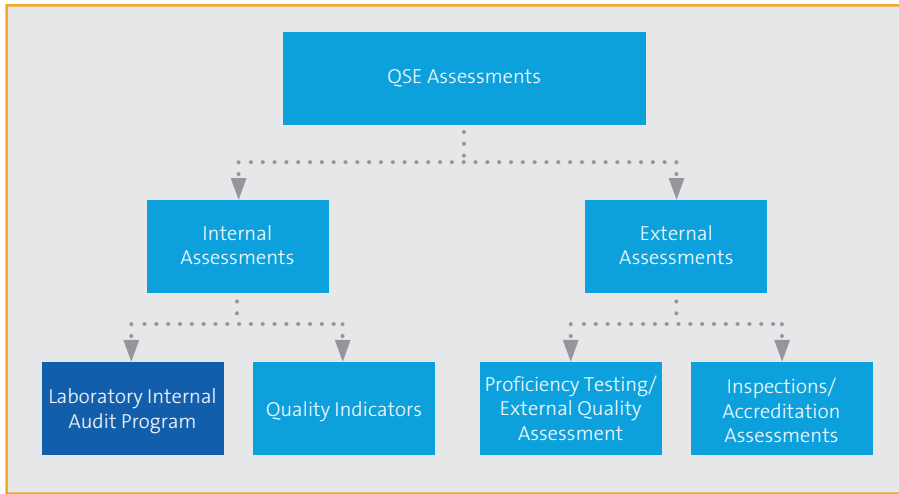 QSE Assessments
Internal
Assessments
External
Assessments
Laboratory Internal
Audit Program
Quality Indicators
Proficiency Testing/
External Quality
Assessment
Inspections/
Accreditation
Assessments